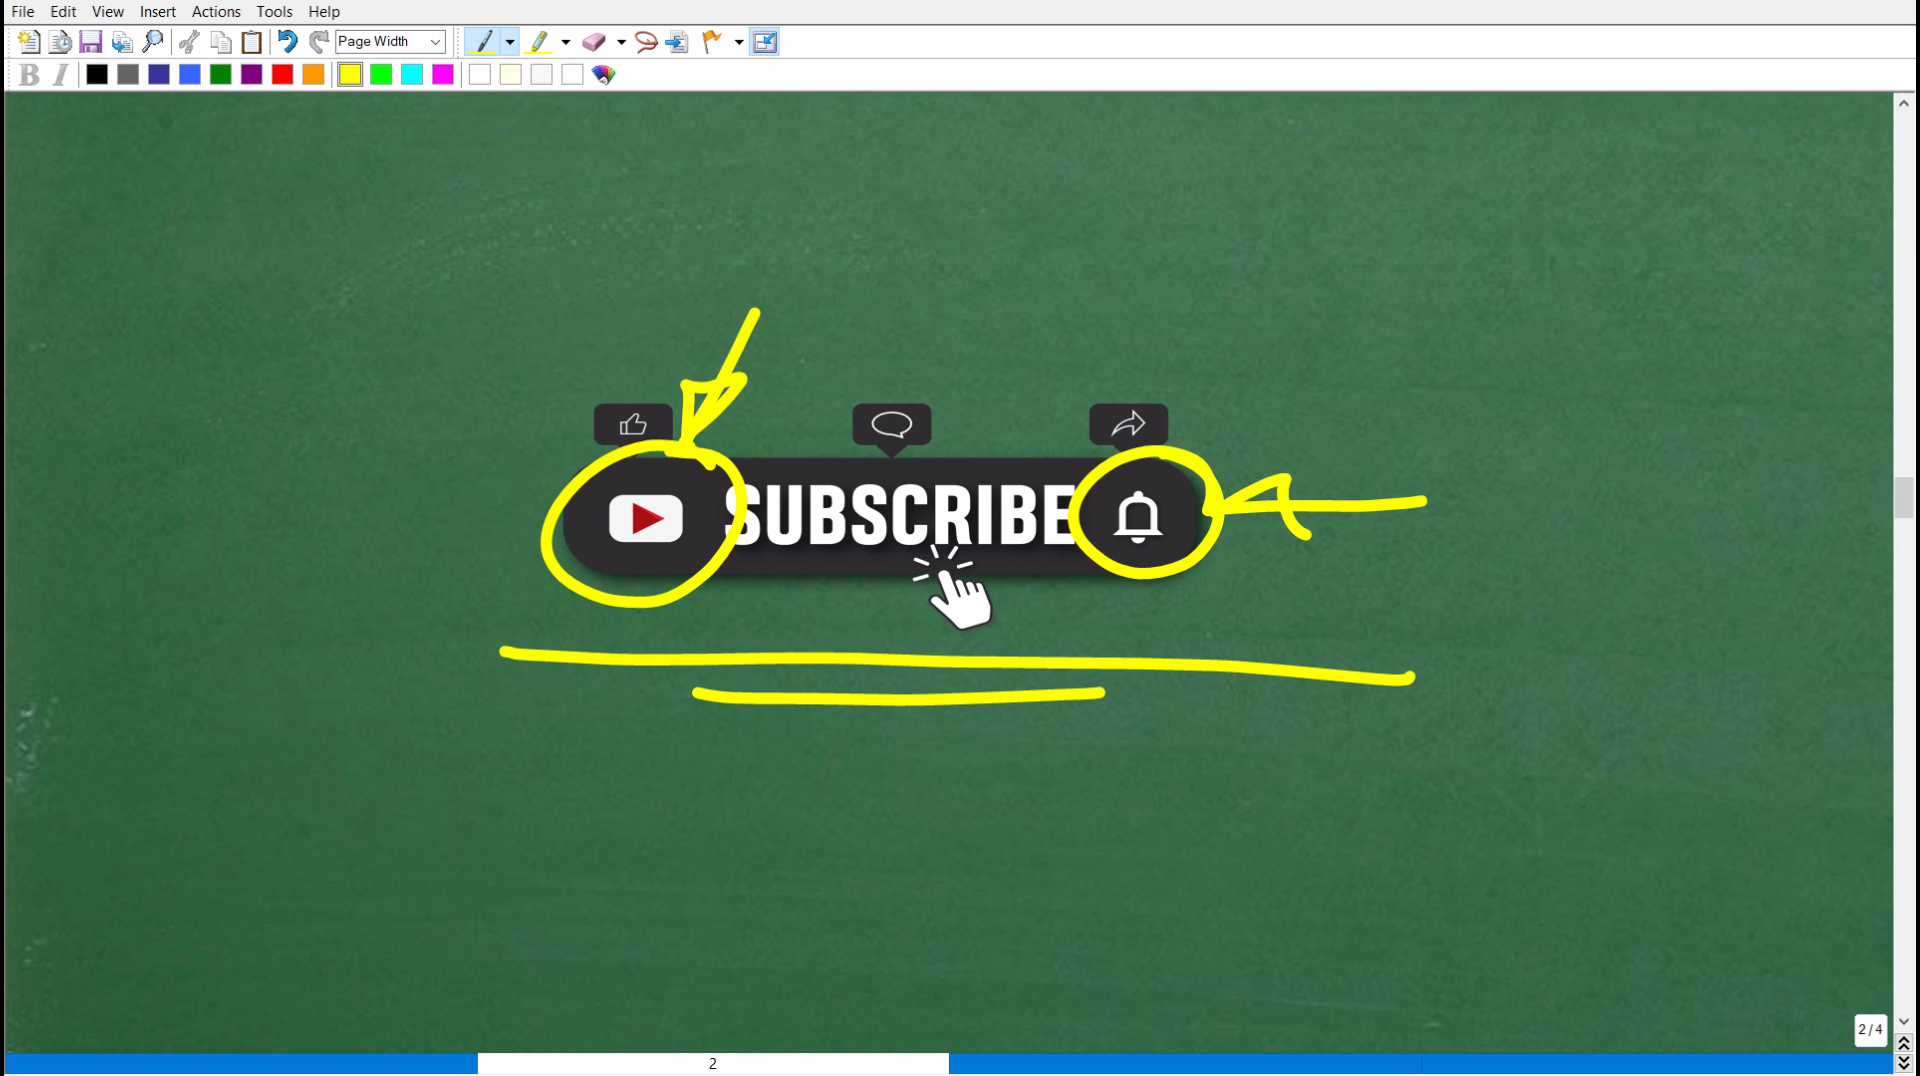 File Edit View Insert Actions Tools Help
Page Width
B I
SUBSCRIBE
2 / 4
2